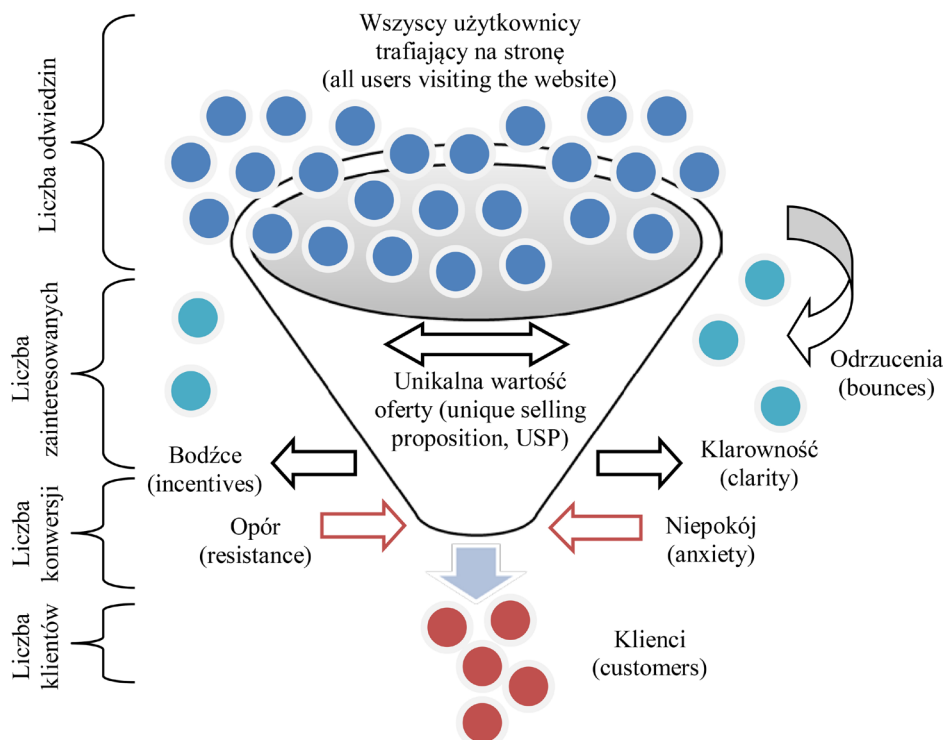 Wszyscy użytkownicy
trafiający na stronę
(all users visiting the website)
Liczba odwiedzin
Liczba
zainteresowanych
Unikalna wartość
oferty (unique selling
proposition, USP)
Odrzucenia
(bounces)
Bodźce
(incentives)
Klarowność
(clarity)
Liczba
konwersji
Opór
(resistance)
Niepokój
(anxiety)
Liczba
klientów
Klienci
(customers)